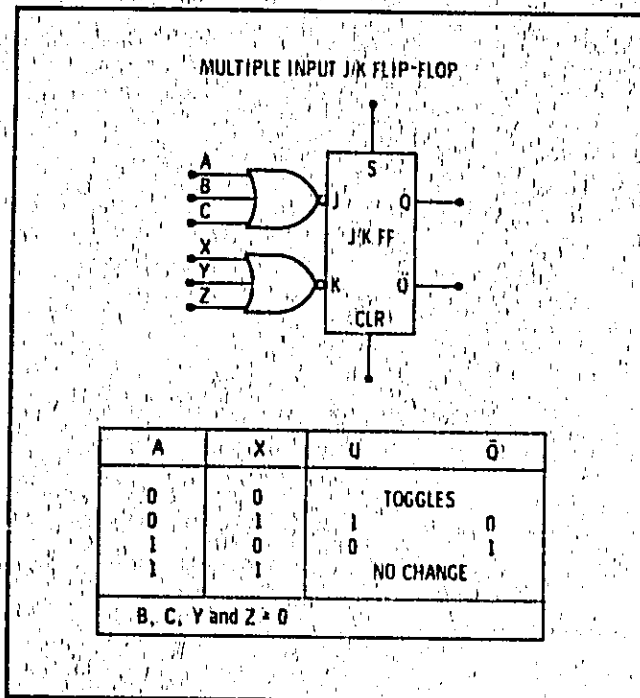 MULTIPLE INPUT J/K FLIP-FLOP
S
A
B
C
J
Q
J/K FF
X
Y
Z
K
Q̄
CLR
A X U Q̄
0 0 TOGGLES
0 1 1 0
1 0 0 1
1 1 NO CHANGE
B, C, Y and Z = 0